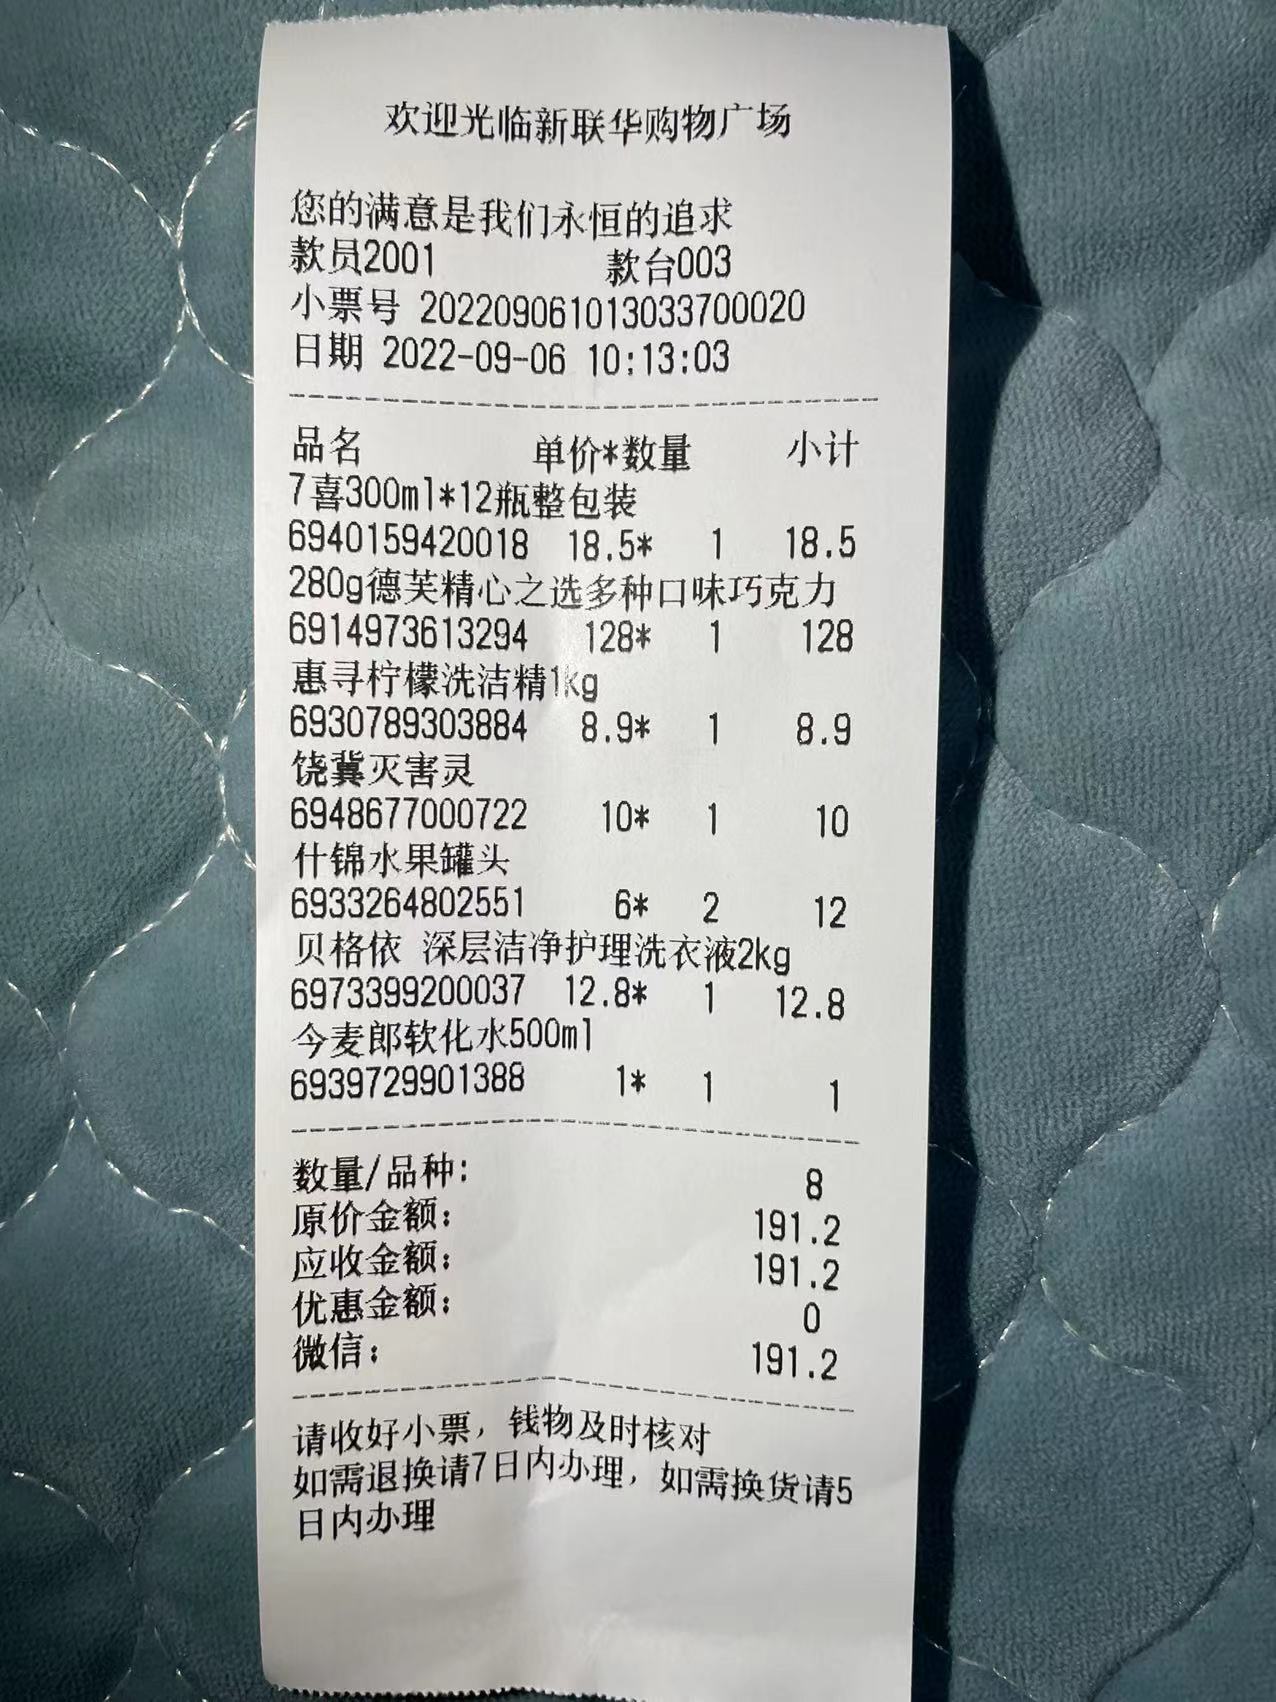 欢迎光临新联华购物广场
您的满意是我们永恒的追求
款员2001 款台003
小票号 202209061013033700020
日期 2022-09-06 10:13:03
品名 单价*数量 小计
7喜300ml*12瓶整包装
6940159420018 18.5* 1 18.5
280g德芙精心之选多种口味巧克力
6914973613294 128* 1 128
惠寻柠檬洗洁精1kg
6930789303884 8.9* 1 8.9
饶冀灭害灵
6948677000722 10* 1 10
什锦水果罐头
6933264802551 6* 2 12
贝格依 深层洁净护理洗衣液2kg
6973399200037 12.8* 1 12.8
今麦郎软化水500ml
6939729901388 1* 1 1
数量/品种: 8
原价金额: 191.2
应收金额: 191.2
优惠金额: 0
微信: 191.2
请收好小票，钱物及时核对
如需退换请7日内办理，如需换货请5
日内办理